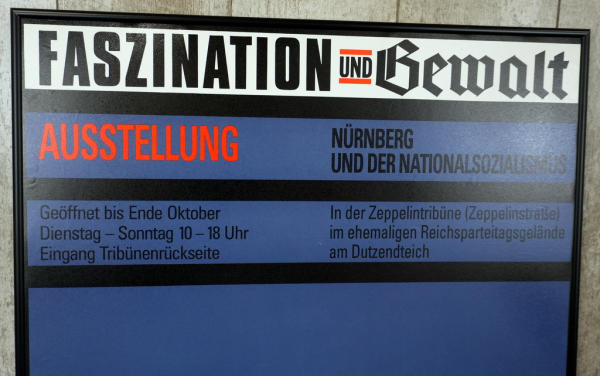 FASZINATION UND Gewalt
AUSSTELLUNG
NÜRNBERG
UND DER NATIONALSOZIALISMUS
Geöffnet bis Ende Oktober
Dienstag – Sonntag 10 – 18 Uhr
Eingang Tribünenrückseite
In der Zeppelintribüne (Zeppelinstraße)
im ehemaligen Reichsparteitagsgelände
am Dutzendteich